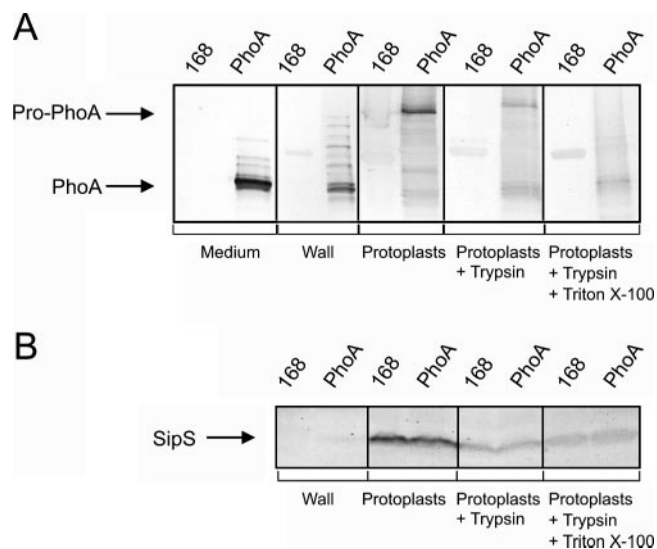 A
168 PhoA 168 PhoA 168 PhoA 168 PhoA 168 PhoA
Pro-PhoA
PhoA
Medium Wall Protoplasts Protoplasts + Trypsin Protoplasts + Trypsin + Triton X-100
B
168 PhoA 168 PhoA 168 PhoA 168 PhoA
SipS
Wall Protoplasts Protoplasts + Trypsin Protoplasts + Trypsin + Triton X-100